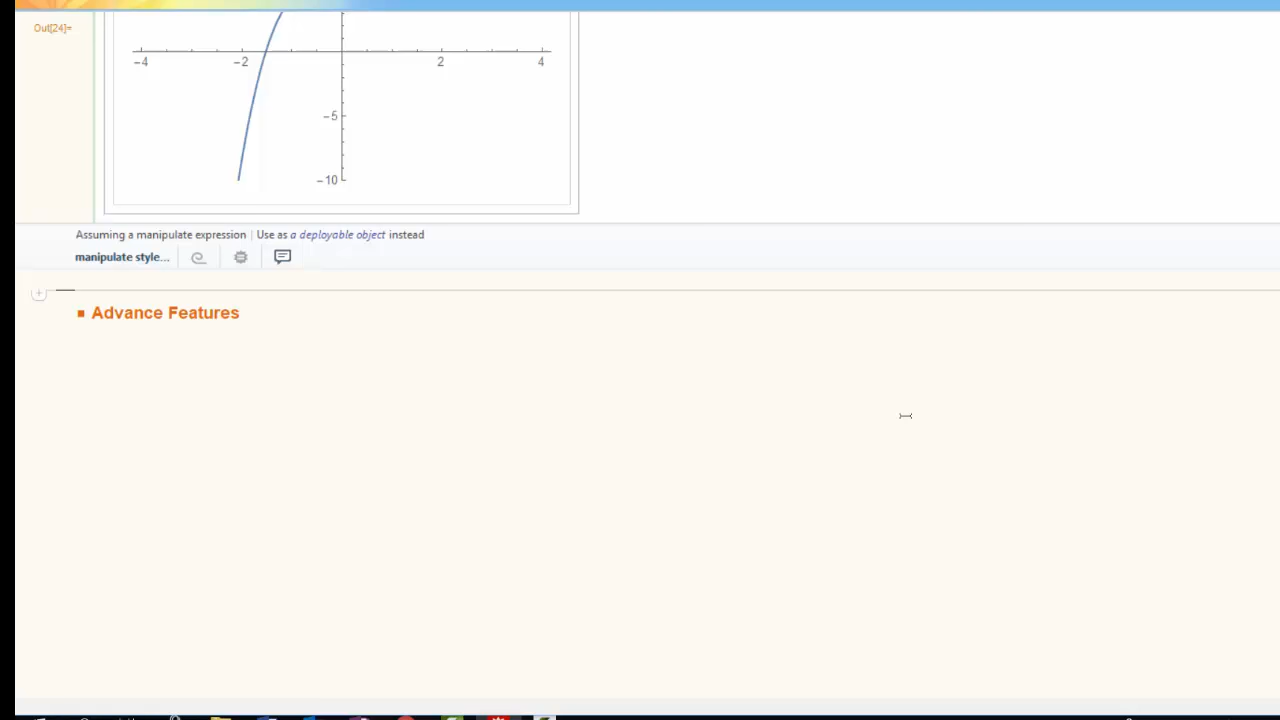 Out[24]=
−4 −2 2 4
−5
−10
Assuming a manipulate expression | Use as a deployable object instead
manipulate style...
Advance Features